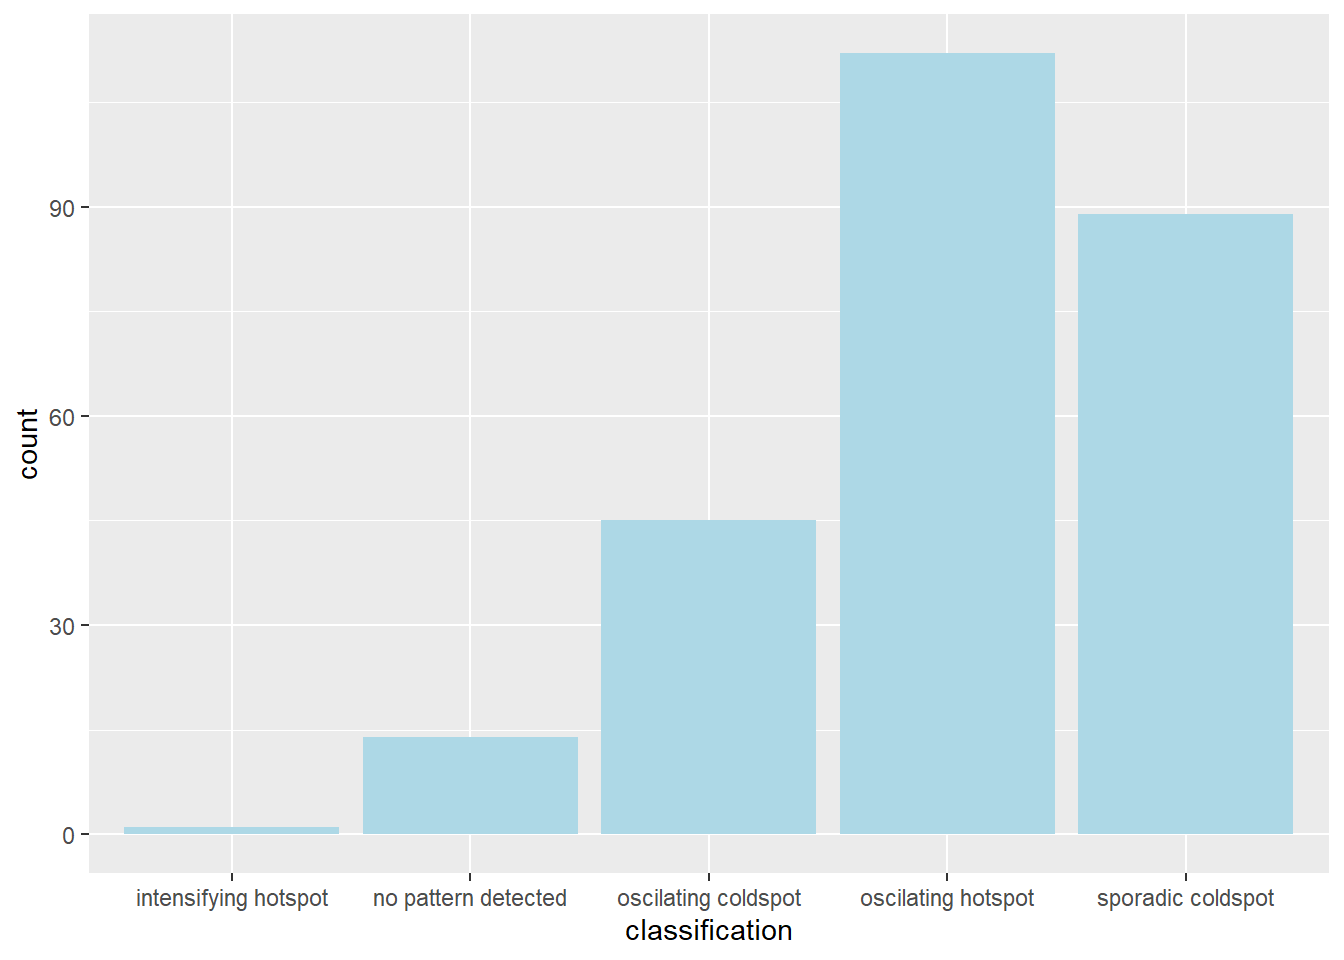 count
90
60
30
0
intensifying hotspot no pattern detected oscilating coldspot oscilating hotspot sporadic coldspot
classification